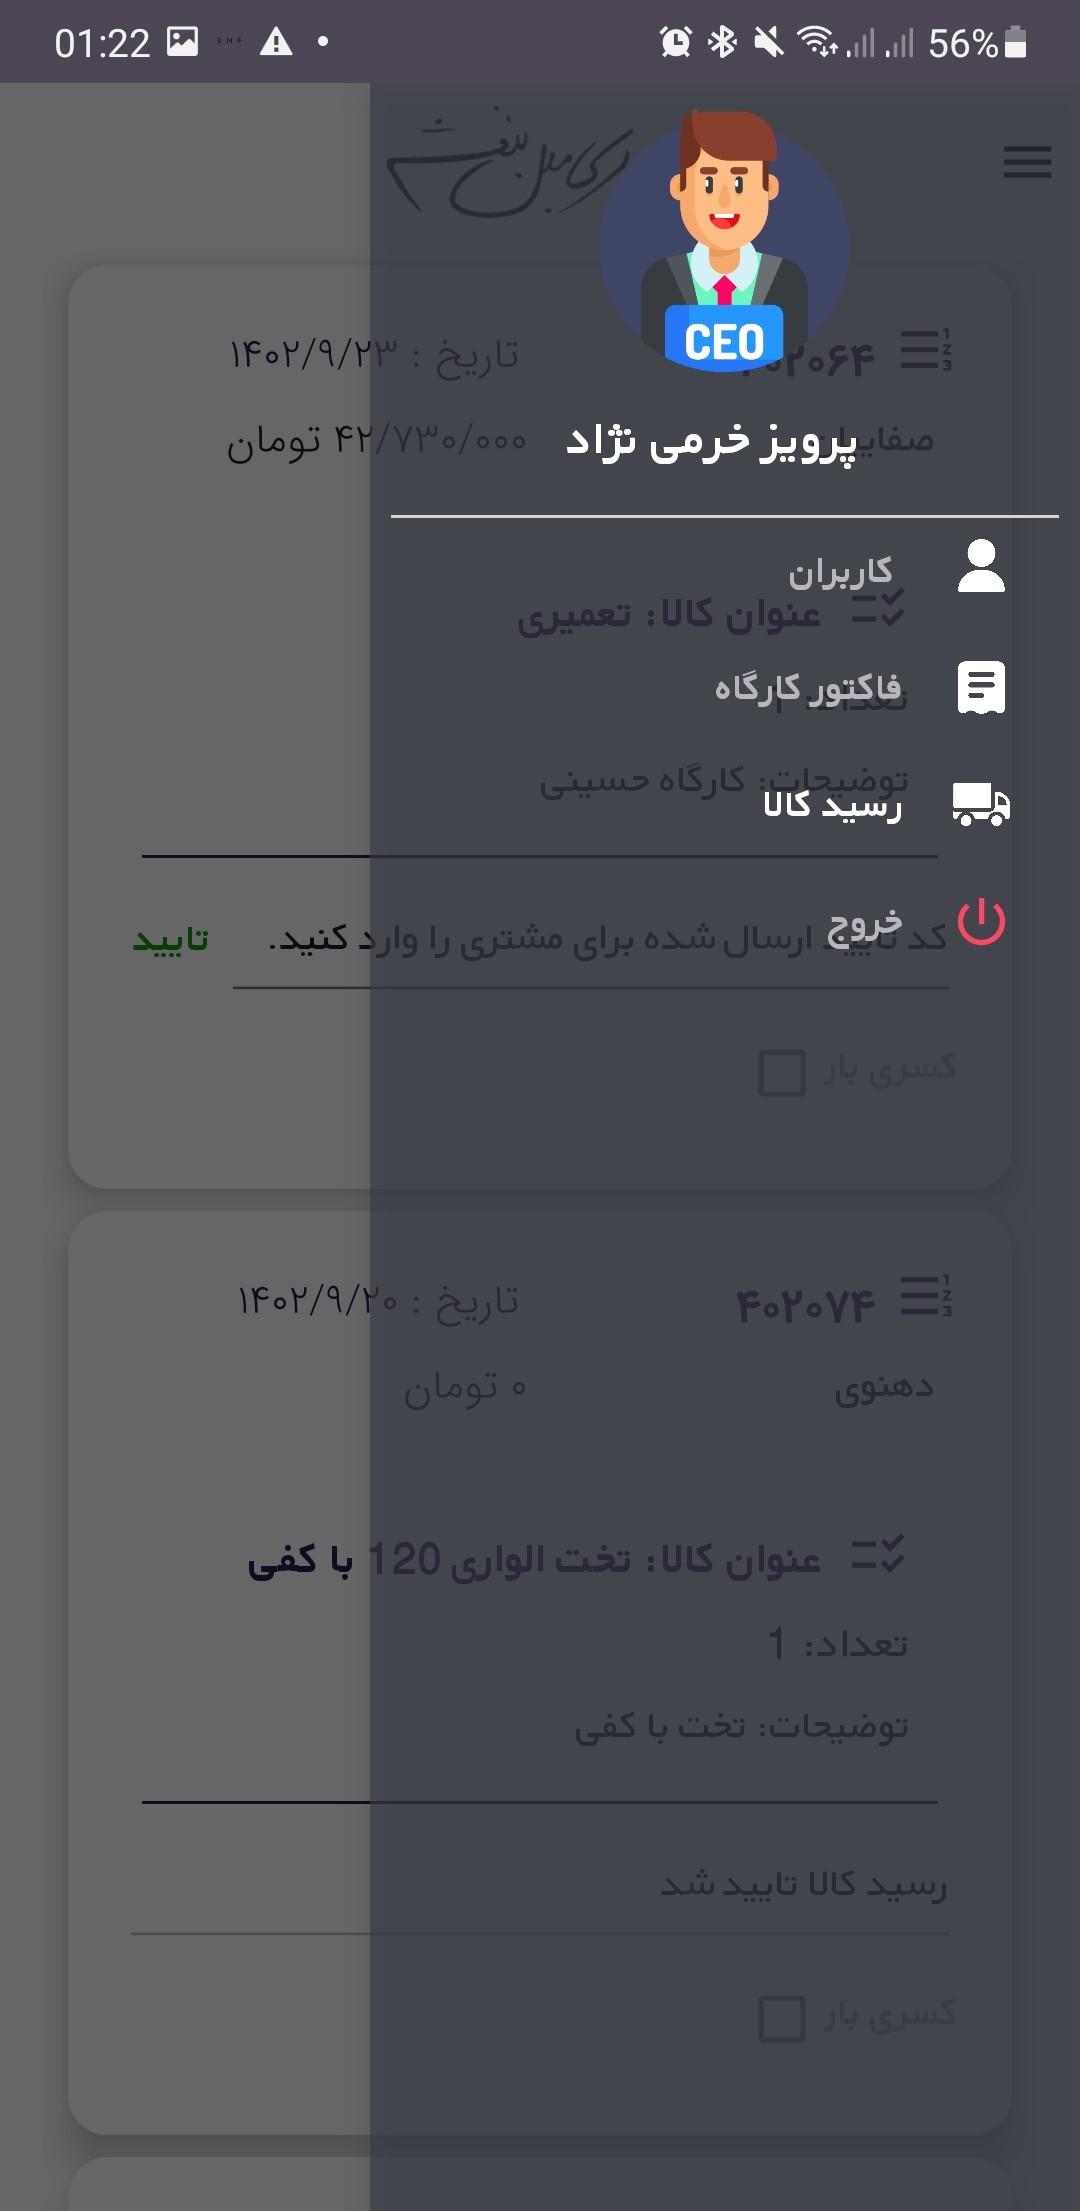 01:22
56%
CEO
پرویز خرمی نژاد
کاربران
فاکتور کارگاه
رسید کالا
خروج
تاریخ : ۱۴۰۲/۹/۲۳
۴۲/۷۳۰/۰۰۰ تومان
عنوان کالا: تعمیری
تعداد: 1
توضیحات: کارگاه حسینی
کد تایید ارسال شده برای مشتری را وارد کنید.
تایید
کسری بار
۴۰۲۰۷۴
تاریخ : ۱۴۰۲/۹/۲۰
دهنوی
۰ تومان
عنوان کالا: تخت الواری 120 با کفی
تعداد: 1
توضیحات: تخت با کفی
رسید کالا تایید شد
کسری بار